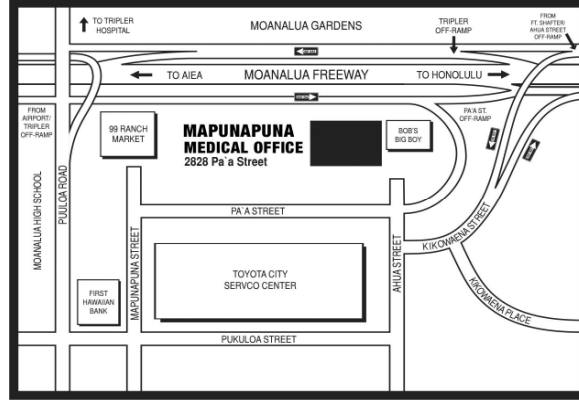 TO TRIPLER
HOSPITAL
MOANALUA GARDENS
TRIPLER
OFF-RAMP
FROM
FT. SHAFTER/
AHUA STREET
OFF-RAMP
TO AIEA
MOANALUA FREEWAY
TO HONOLULU
FROM
AIRPORT/
TRIPLER
OFF-RAMP
99 RANCH
MARKET
MAPUNAPUNA
MEDICAL OFFICE
2828 Pa`a Street
BOB'S
BIG BOY
PA'A ST.
OFF-RAMP
MOANALUA HIGH SCHOOL
PUULOA ROAD
MAPUNAPUNA STREET
PA`A STREET
AHUA STREET
KIKOWAENA STREET
KIKOWAENA PLACE
TOYOTA CITY
SERVCO CENTER
FIRST
HAWAIIAN
BANK
PUKULOA STREET